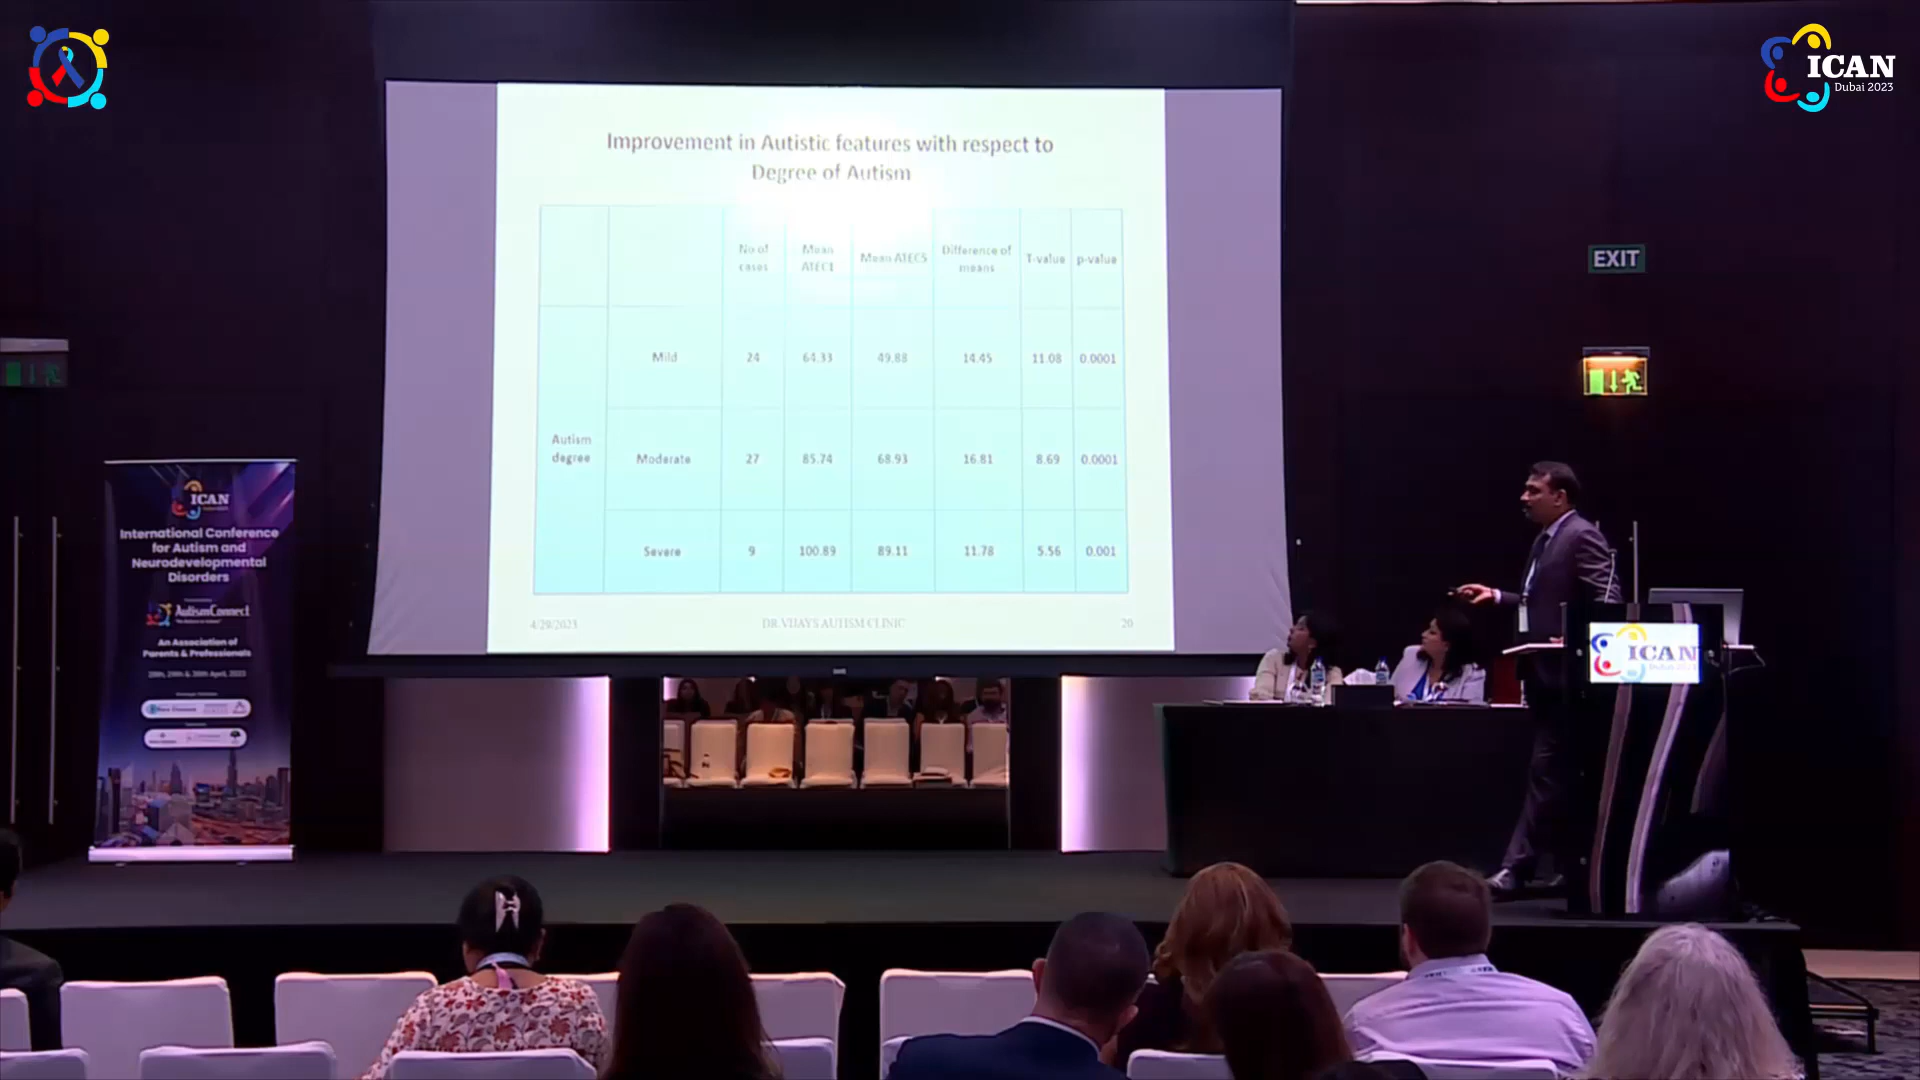 ICAN
Dubai 2023
Improvement in Autistic features with respect to
Degree of Autism
No of cases
Mean ATEC1
Mean ATEC5
Difference of means
T-value
p-value
Autism degree
Mild 24 64.33 49.88 14.45 11.08 0.0001
Moderate 27 85.74 68.93 16.81 8.69 0.0001
Severe 9 100.89 89.11 11.78 5.56 0.001
DR VIJAYS AUTISM CLINIC
20
EXIT
ICAN
International Conference
for Autism and
Neurodevelopmental
Disorders
AutismConnect
An Association of
Parents & Professionals
ICAN